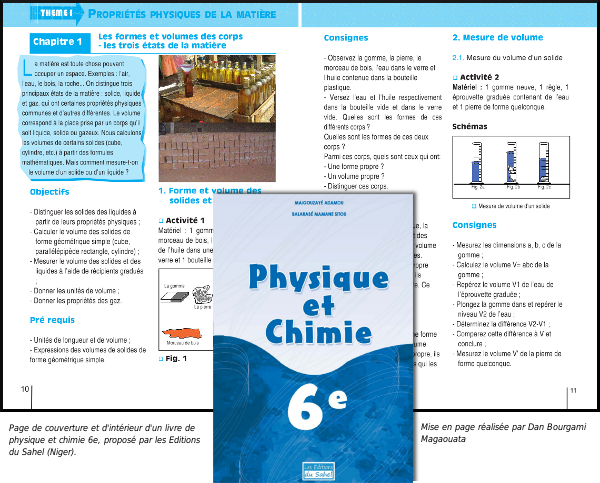 THEME I
PROPRIÉTÉS PHYSIQUES DE LA MATIÈRE
Chapitre 1
Les formes et volumes des corps
- les trois états de la matière
La matière est toute chose pouvant
occuper un espace. Exemples : l'air,
l'eau, le bois, la roche... On distingue trois
principaux états de la matière : solide, liquide
et gaz, qui ont certaines propriétés physiques
communes et d'autres différentes. Le volume
correspond à la place prise par un corps qu'il
soit liquide, solide ou gazeux. Nous calculons
les volumes de certains solides (cube,
cylindre, etc.) à partir des formules
mathématiques. Mais comment mesure-t-on
le volume d'un solide ou d'un liquide ?
Objectifs
- Distinguer les solides des liquides à
partir de leurs propriétés physiques ;
- Calculer le volume des solides de
forme géométrique simple (cube,
parallélépipède rectangle, cylindre) ;
- Mesurer le volume des solides et des
liquides à l'aide de récipients gradués
;
- Donner les unités de volume ;
- Donner les propriétés des gaz.
Pré requis
- Unités de longueur et de volume ;
- Expressions des volumes de solides de
forme géométrique simple.
10
1. Forme et volume des
solides et
Activité 1
Matériel : 1 gomm
morceau de bois, l
de l'huile dans une
verre et 1 bouteille
La gomme
La pierre
Morceau de bois
Fig. 1
Consignes
- Observez la gomme, la pierre, le
morceau de bois, l'eau dans le verre et
l'huile contenue dans la bouteille
plastique.
- Versez l'eau et l'huile respectivement
dans la bouteille vide et dans le verre
vide. Quelles sont les formes de ces
différents corps ?
Quelles sont les formes de ces deux
corps ?
Parmi ces corps, quels sont ceux qui ont:
- Une forme propre ?
- Un volume propre ?
- Distinguer ces corps.
2. Mesure de volume
2.1. Mesure du volume d'un solide
Activité 2
Matériel : 1 gomme neuve, 1 règle, 1
éprouvette graduée contenant de l'eau
et 1 pierre de forme quelconque.
Schémas
Fig. 2a
Fig. 2b
Fig. 2c
Mesure de volume d'un solide
Consignes
- Mesurez les dimensions a, b, c de la
gomme ;
- Calculez le volume V= abc de la
gomme ;
- Repérez le volume V1 de l'eau de
l'éprouvette graduée ;
- Plongez la gomme dans et repérer le
niveau V2 de l'eau ;
- Déterminez la différence V2-V1 ;
- Comparez cette différence à V et
conclure ;
- Mesurez le volume V' de la pierre de
forme quelconque.
11
MAIGOUZAYÉ ADAMOU
BALABASÉ MAMANE SITOU
Physique
et
Chimie
6e
Les Editions
du Sahel
Page de couverture et d'intérieur d'un livre de
physique et chimie 6e, proposé par les Editions
du Sahel (Niger).
Mise en page réalisée par Dan Bourgami
Magaouata